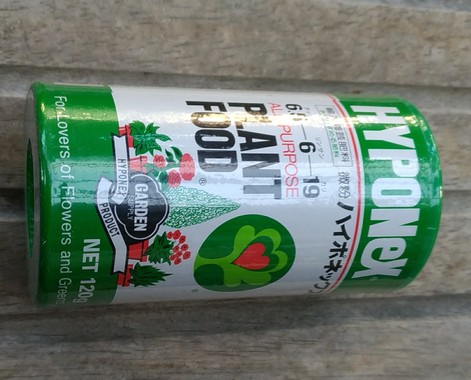 HYPONeX
微粉ハイポネックス
6.5-6-19
ALL PURPOSE
PLANT
FOOD®
HYPONEX
GARDEN
SUPPLY
PRODUCT
NET 120g
For Lovers of Flowers and Green